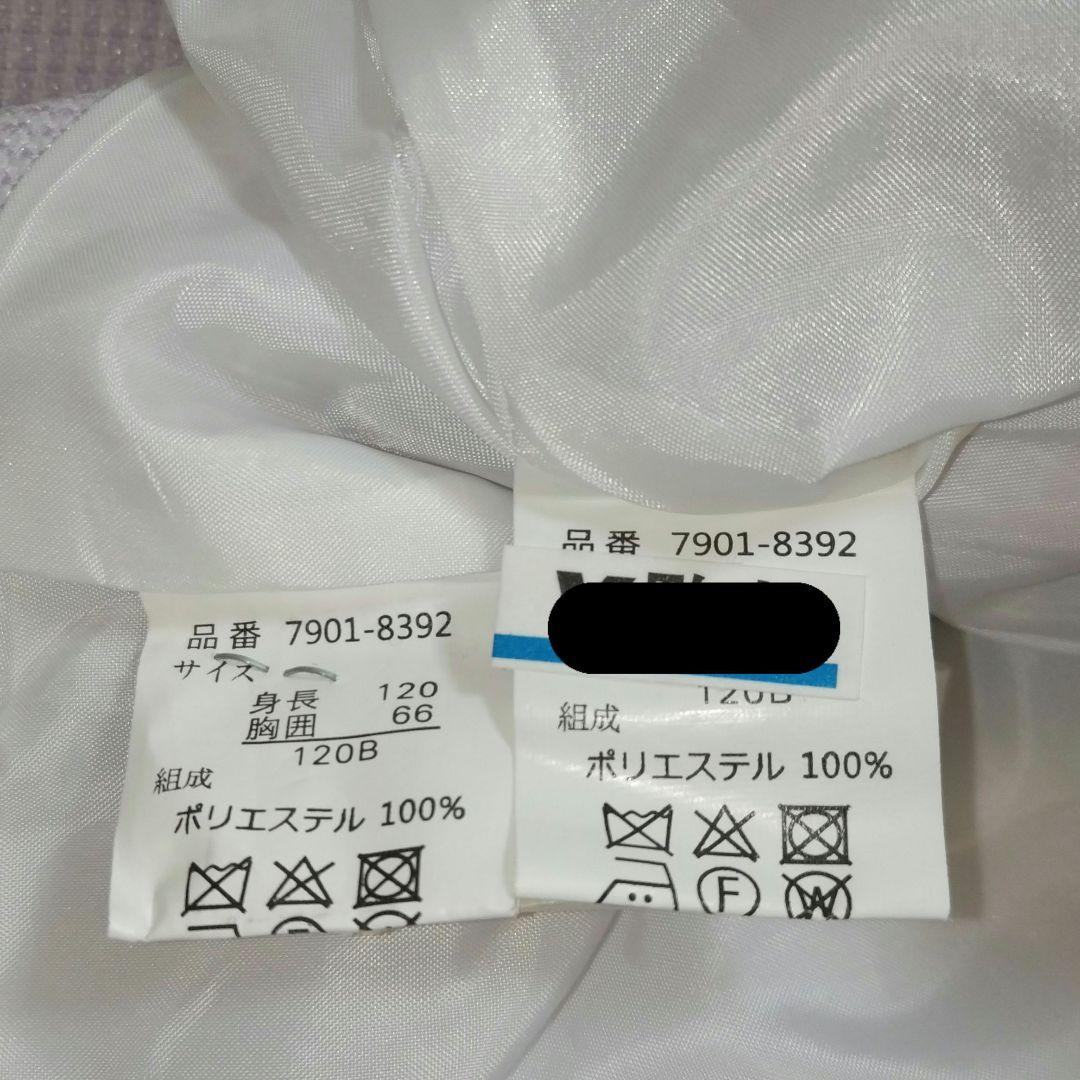 品番 7901-8392
サイズ
身長 120
胸囲 66
120B
組成
ポリエステル 100%
品番 7901-8392
120B
組成
ポリエステル 100%
F
W